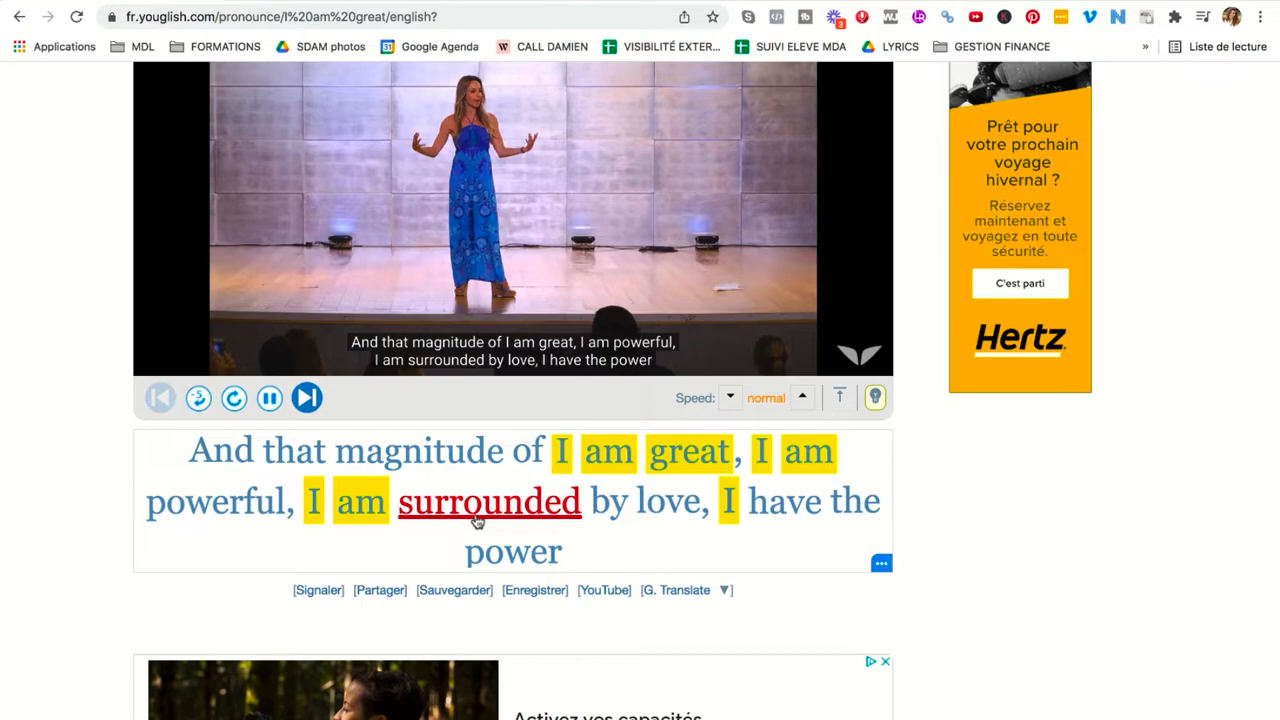 fr.youglish.com/pronounce/I%20am%20great/english?
3
Applications MDL FORMATIONS SDAM photos 31 Google Agenda W CALL DAMIEN VISIBILITÉ EXTER... SUIVI ELEVE MDA LYRICS GESTION FINANCE » Liste de lecture
And that magnitude of I am great, I am powerful,
I am surrounded by love, I have the power
Prêt pour
votre prochain
voyage
hivernal ?
Réservez
maintenant et
voyagez en toute
sécurité.
C'est parti
Hertz
5 Speed: normal
And that magnitude of I am great, I am
powerful, I am surrounded by love, I have the
power
[Signaler] [Partager] [Sauvegarder] [Enregistrer] [YouTube] [G. Translate ▼]
Activez vos capacités